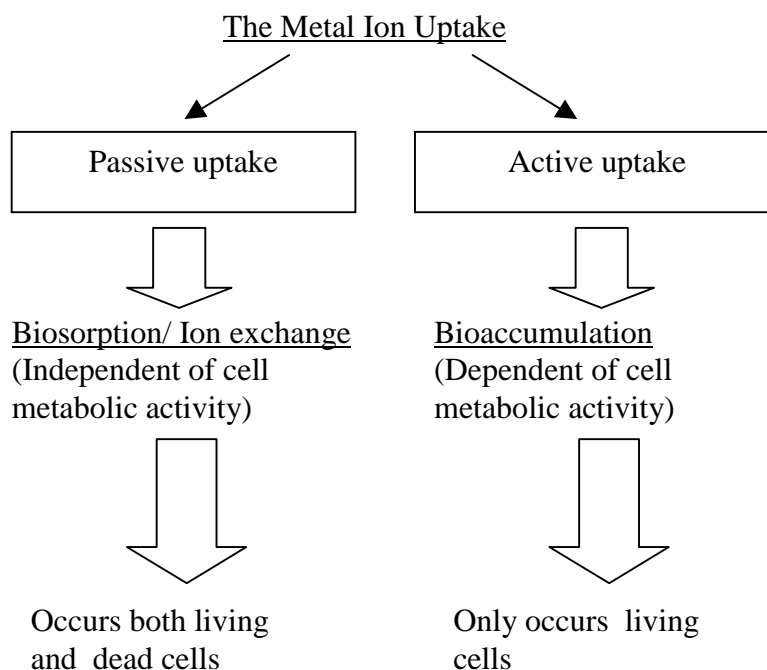 The Metal Ion Uptake
Passive uptake
Active uptake
Biosorption/ Ion exchange
(Independent of cell
metabolic activity)
Bioaccumulation
(Dependent of cell
metabolic activity)
Occurs both living
and dead cells
Only occurs living
cells